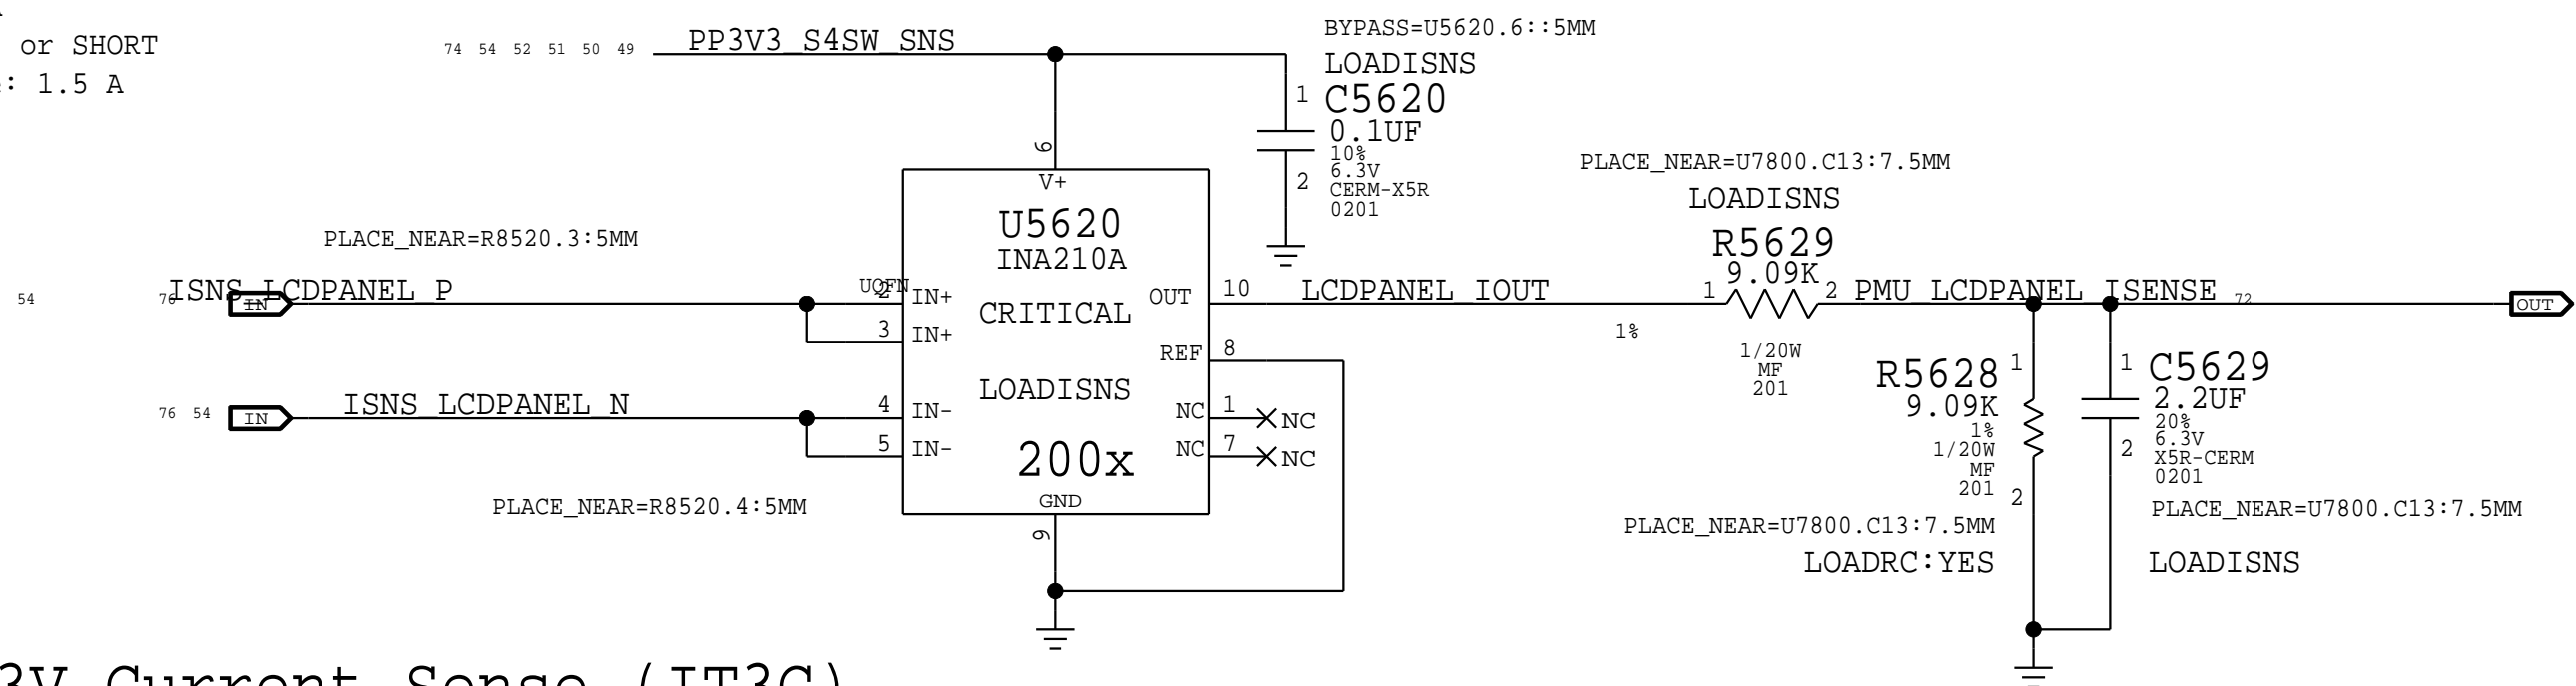 or SHORT
: 1.5 A
74 54 52 51 50 49
PP3V3_S4SW_SNS
BYPASS=U5620.6::5MM
LOADISNS
1
C5620
0.1UF
10%
6.3V
2
CERM-X5R
0201
6
V+
U5620
INA210A
UQFN
CRITICAL
LOADISNS
200x
GND
9
PLACE_NEAR=R8520.3:5MM
54
76
ISNS_LCDPANEL_P
IN
2 IN+
3 IN+
76 54
IN
ISNS_LCDPANEL_N
4 IN-
5 IN-
PLACE_NEAR=R8520.4:5MM
OUT 10
REF 8
NC 1 NC
NC 7 NC
LCDPANEL_IOUT
PLACE_NEAR=U7800.C13:7.5MM
LOADISNS
R5629
9.09K
1 2
1%
1/20W
MF
201
PMU_LCDPANEL_ISENSE
72
OUT
R5628
1
9.09K
1%
1/20W
MF
201
2
PLACE_NEAR=U7800.C13:7.5MM
LOADRC:YES
1
C5629
2.2UF
20%
6.3V
2
X5R-CERM
0201
PLACE_NEAR=U7800.C13:7.5MM
LOADISNS
3V Current Sense (IT3C)